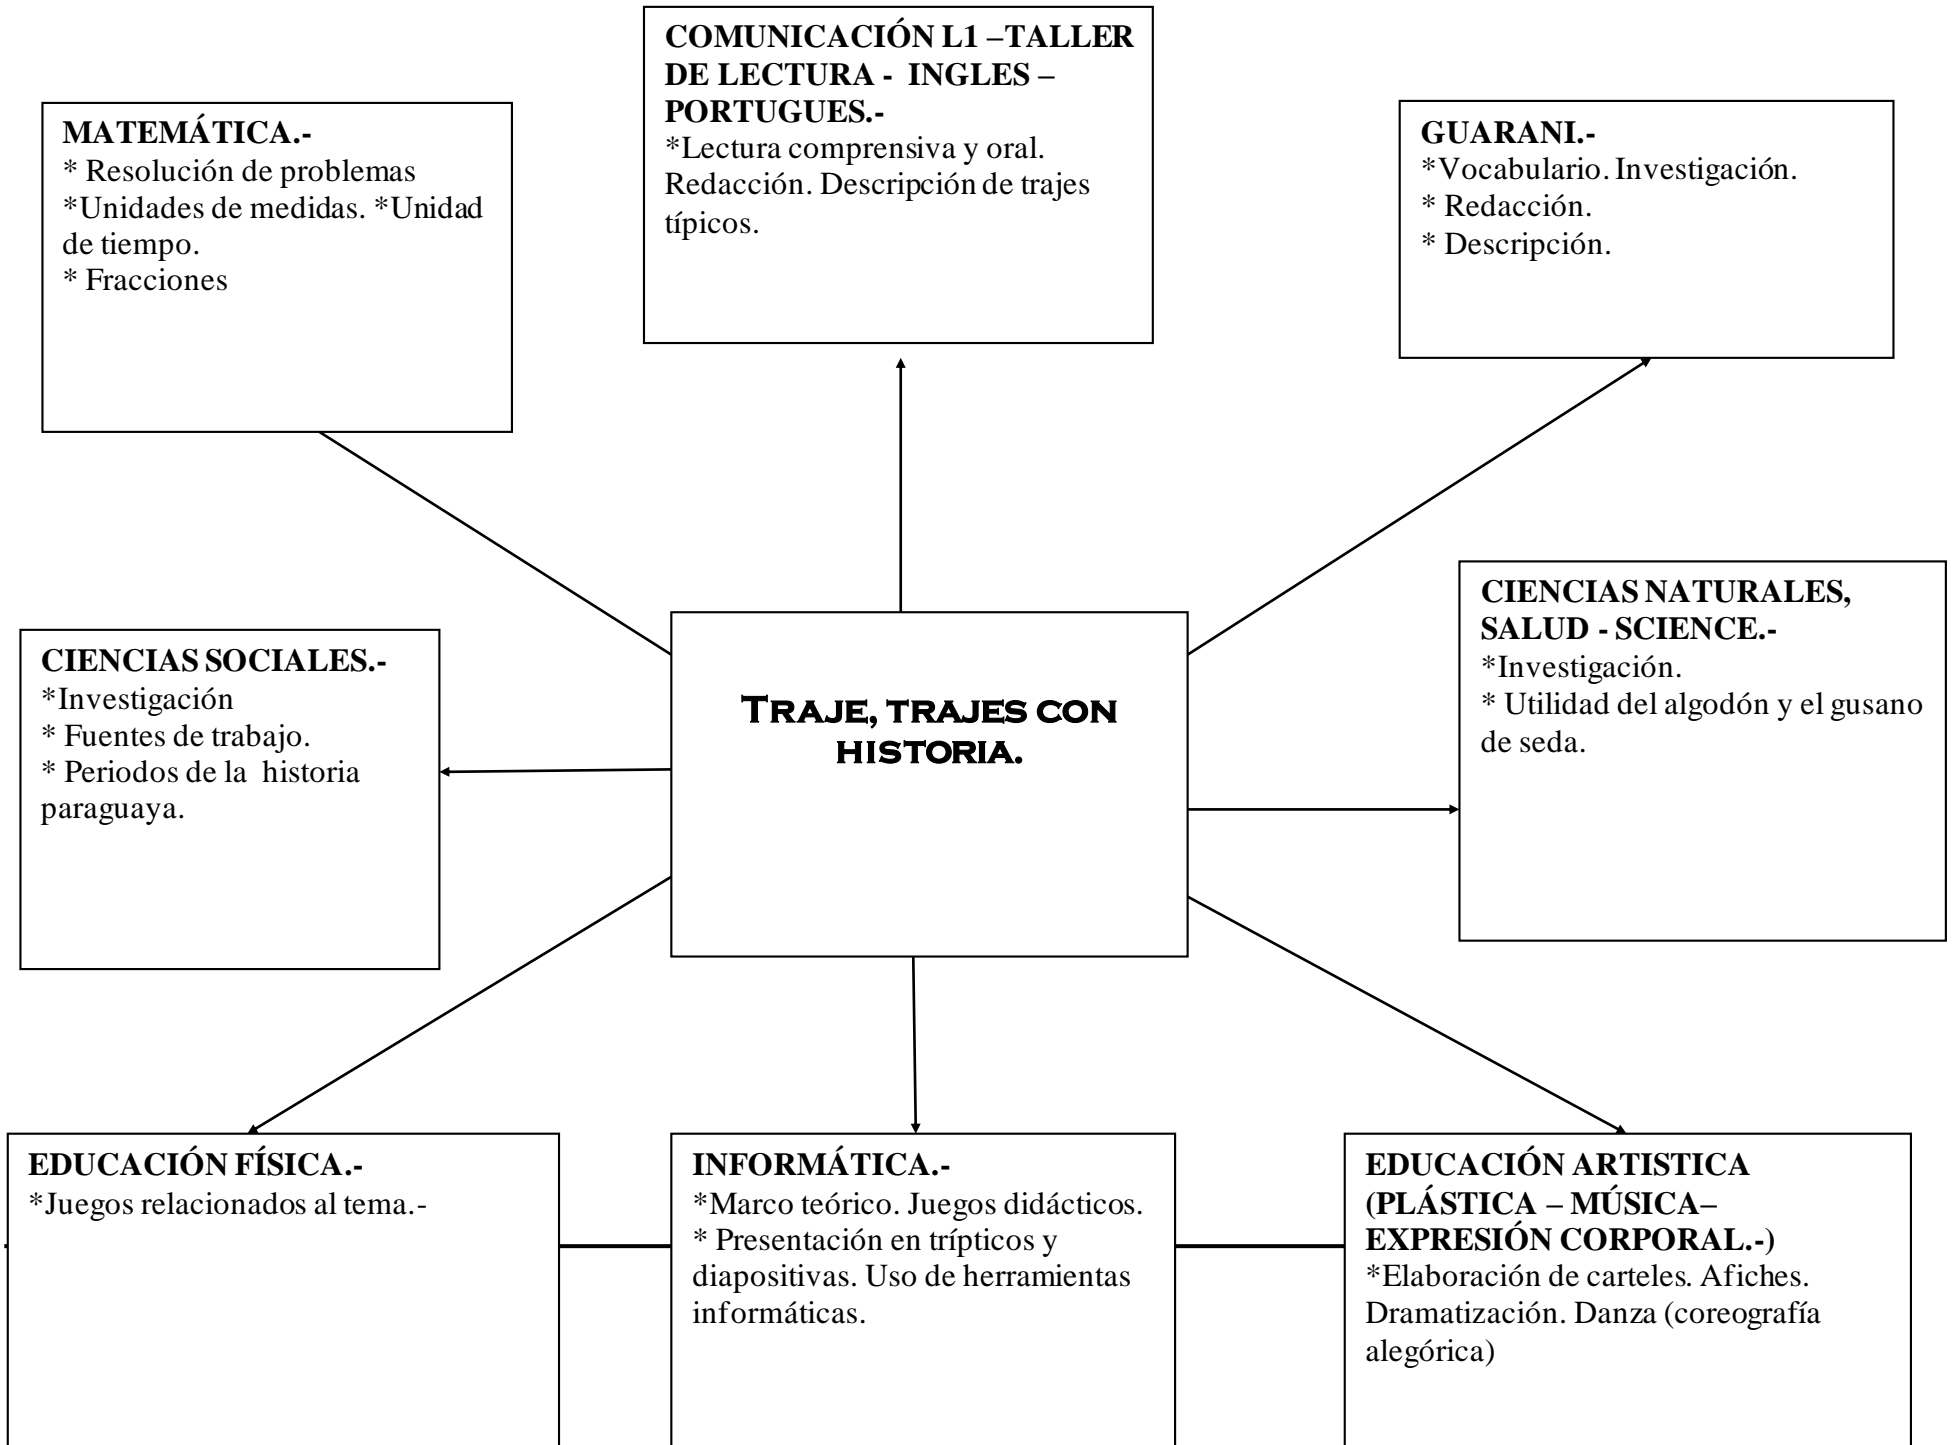 COMUNICACIÓN L1 –TALLER
DE LECTURA - INGLES –
PORTUGUES.-
*Lectura comprensiva y oral.
Redacción. Descripción de trajes
típicos.
MATEMÁTICA.-
* Resolución de problemas
*Unidades de medidas. *Unidad
de tiempo.
* Fracciones
GUARANI.-
*Vocabulario. Investigación.
* Redacción.
* Descripción.
CIENCIAS SOCIALES.-
*Investigación
* Fuentes de trabajo.
* Periodos de la historia
paraguaya.
TRAJE, TRAJES CON
HISTORIA.
CIENCIAS NATURALES,
SALUD - SCIENCE.-
*Investigación.
* Utilidad del algodón y el gusano
de seda.
EDUCACIÓN FÍSICA.-
*Juegos relacionados al tema.-
INFORMÁTICA.-
*Marco teórico. Juegos didácticos.
* Presentación en trípticos y
diapositivas. Uso de herramientas
informáticas.
EDUCACIÓN ARTISTICA
(PLÁSTICA – MÚSICA–
EXPRESIÓN CORPORAL.-)
*Elaboración de carteles. Afiches.
Dramatización. Danza (coreografía
alegórica)